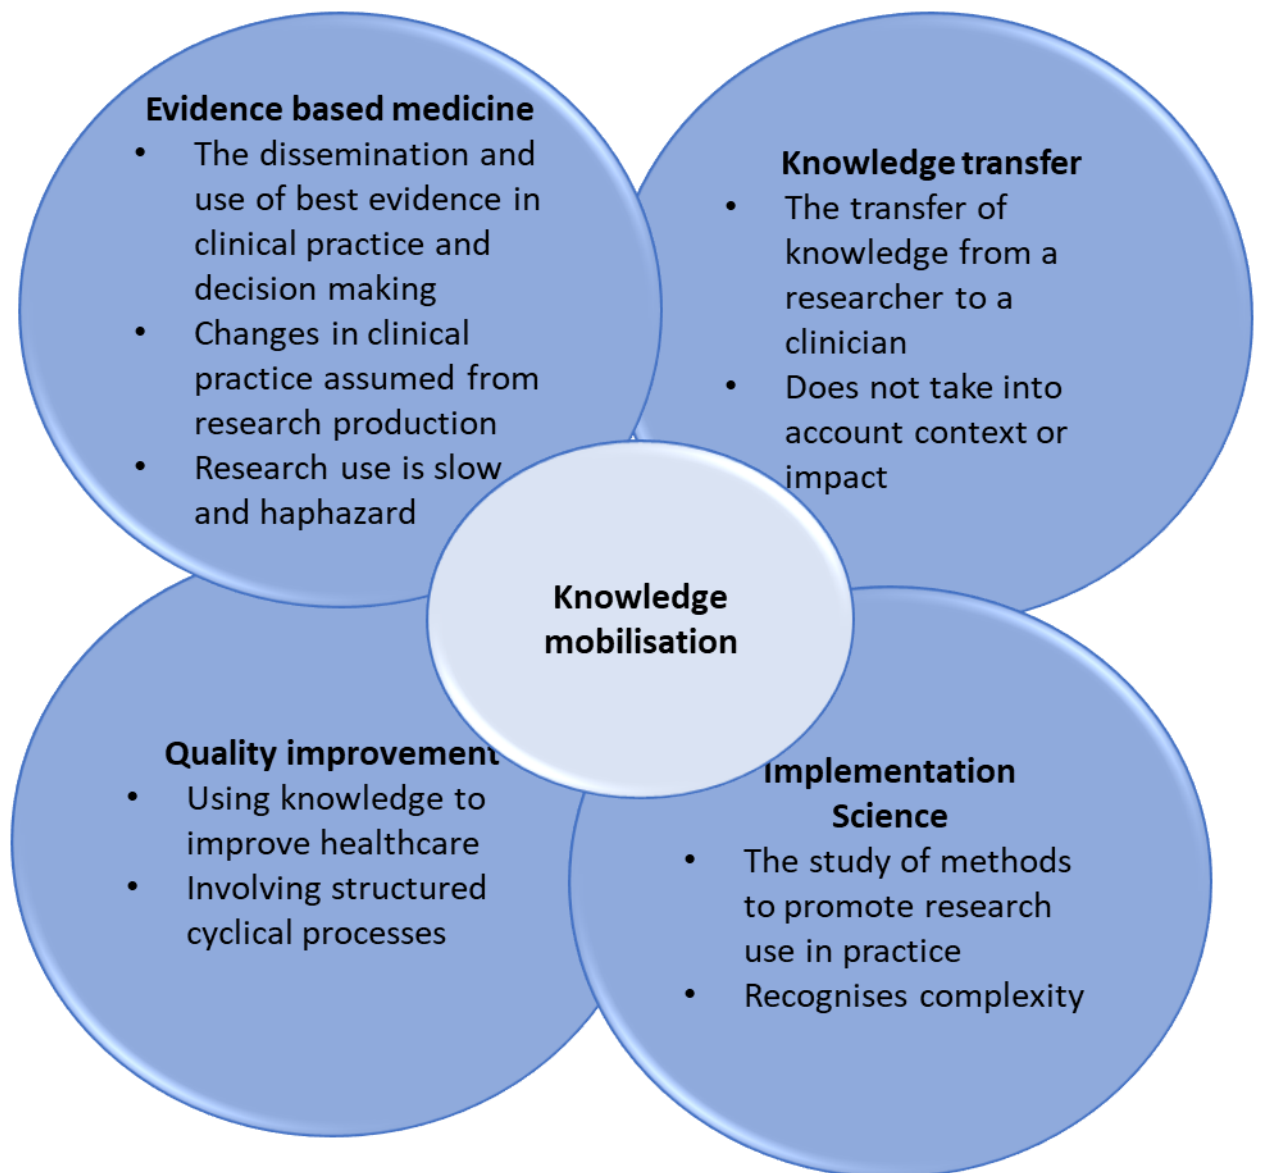 Evidence based medicine
• The dissemination and
use of best evidence in
clinical practice and
decision making
• Changes in clinical
practice assumed from
research production
• Research use is slow
and haphazard
Knowledge transfer
• The transfer of
knowledge from a
researcher to a
clinician
• Does not take into
account context or
impact
Knowledge
mobilisation
Quality improvement
• Using knowledge to
improve healthcare
• Involving structured
cyclical processes
Implementation
Science
• The study of methods
to promote research
use in practice
• Recognises complexity